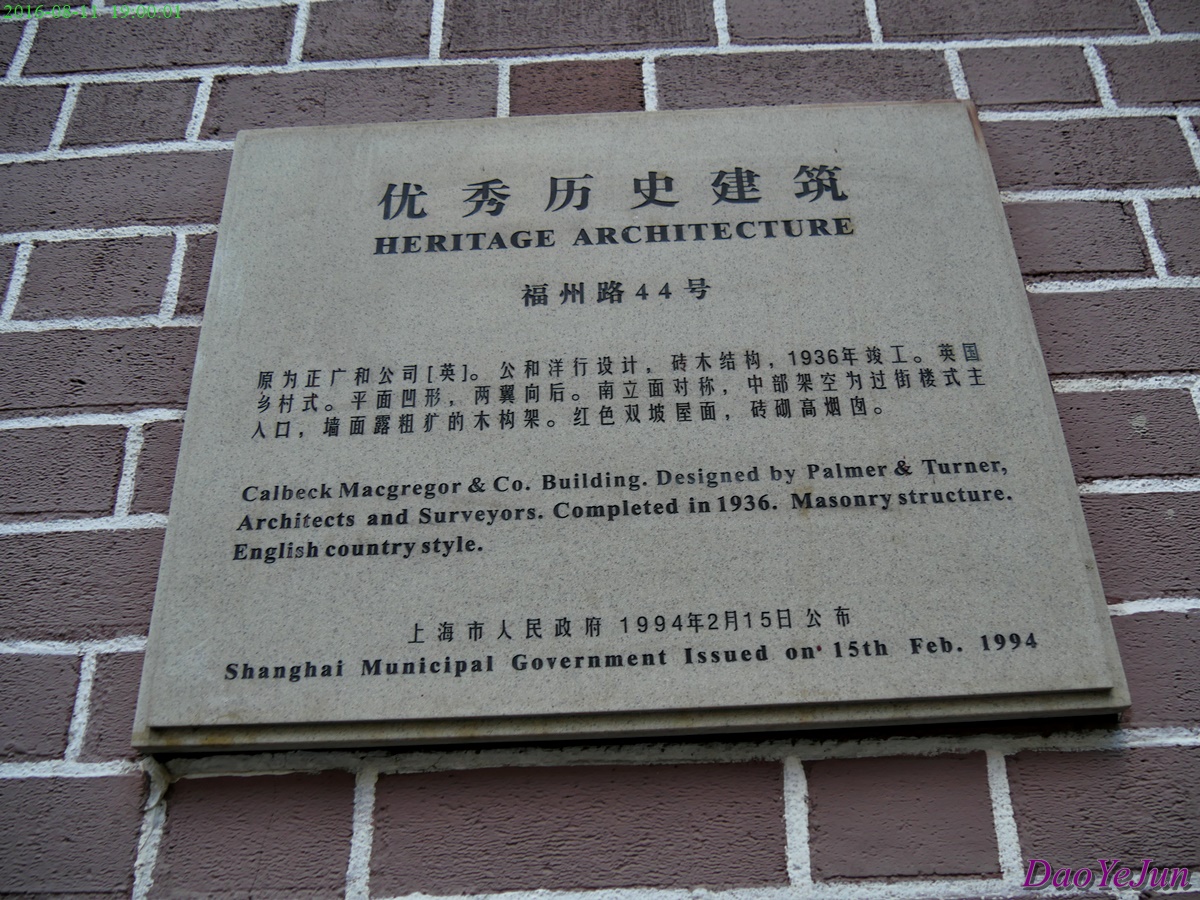 优秀历史建筑
HERITAGE ARCHITECTURE
福州路44号
原为正广和公司[英]。公和洋行设计，砖木结构，1936年竣工。英国
乡村式。平面凹形，两翼向后。南立面对称，中部架空为过街楼式主
入口，墙面露粗犷的木构架。红色双坡屋面，砖砌高烟囱。
Calbeck Macgregor & Co. Building. Designed by Palmer & Turner,
Architects and Surveyors. Completed in 1936. Masonry structure.
English country style.
上海市人民政府 1994年2月15日 公布
Shanghai Municipal Government Issued on 15th Feb. 1994
DaoYeJun